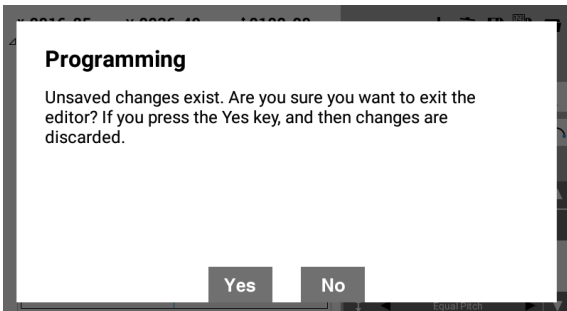 Programming
Unsaved changes exist. Are you sure you want to exit the
editor? If you press the Yes key, and then changes are
discarded.
Yes No
Equal Pitch